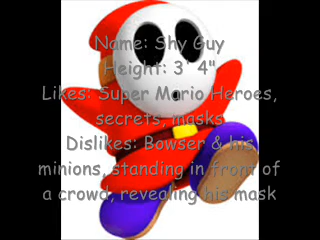 Name: Shy Guy
Height: 3' 4"
Likes: Super Mario Heroes,
secrets, masks
Dislikes: Bowser & his
minions, standing in front of
a crowd, revealing his mask